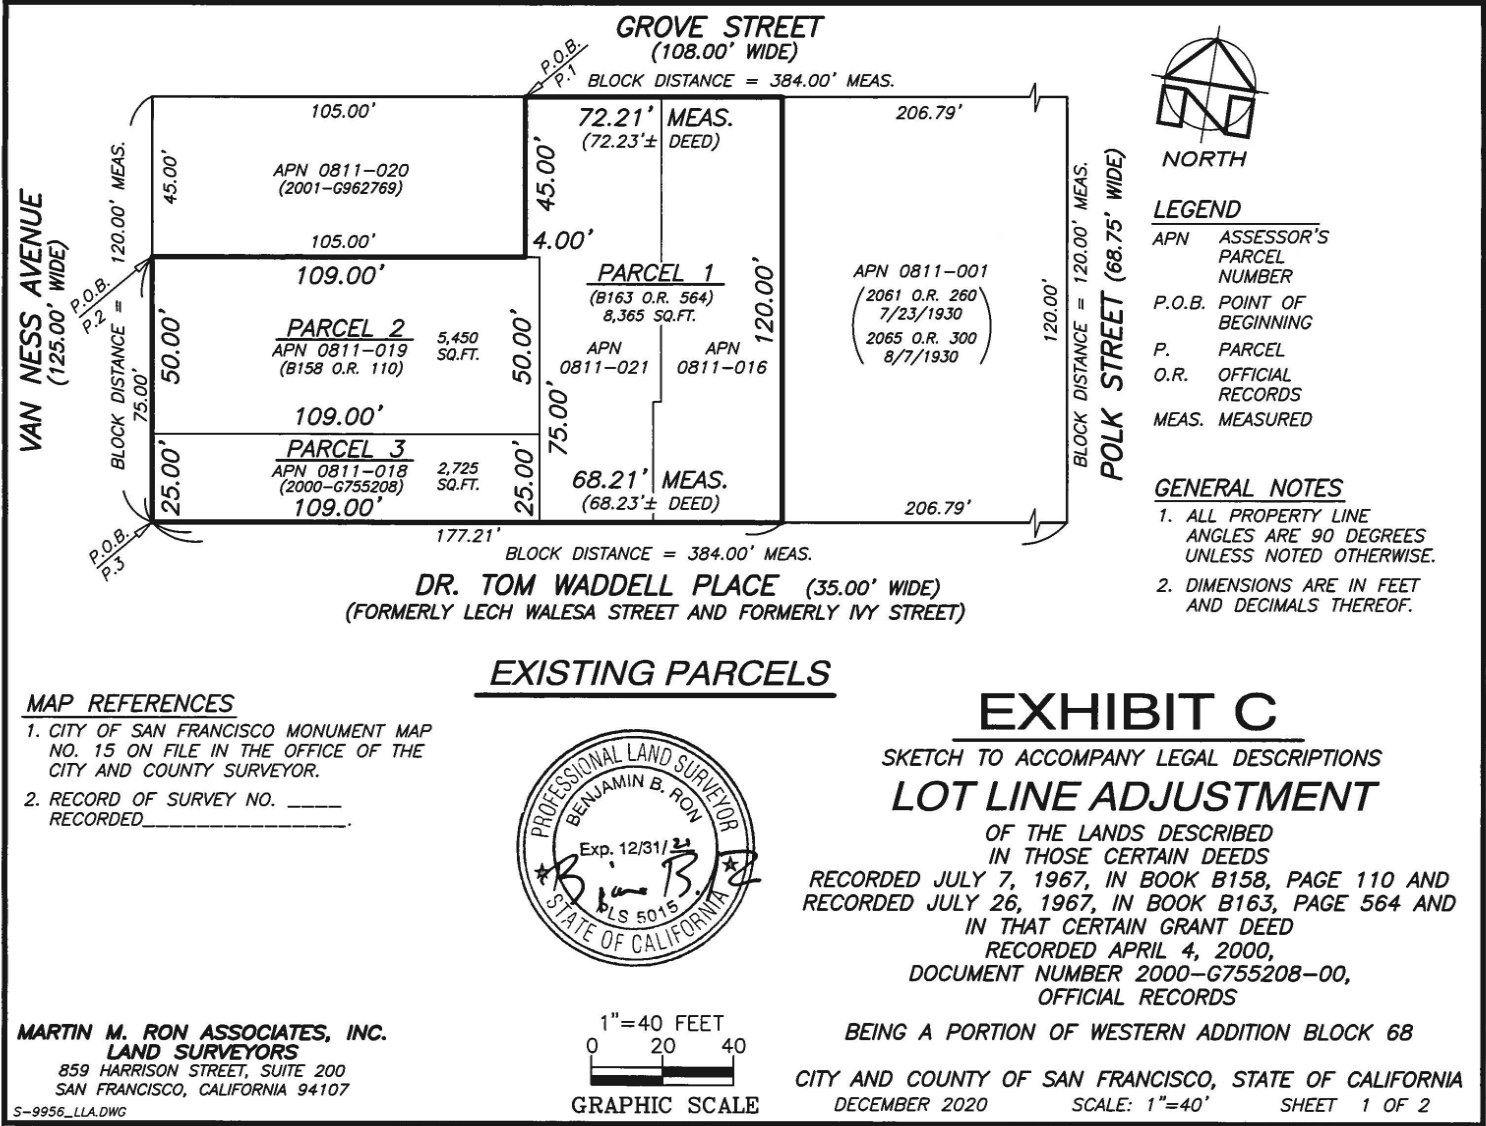 GROVE STREET
(108.00' WIDE)
BLOCK DISTANCE = 384.00' MEAS.
P.O.B.
P.1
105.00'
45.00'
APN 0811-020
(2001-G962769)
105.00'
45.00'
4.00'
72.21' MEAS.
(72.23'± DEED)
206.79'
NORTH
VAN NESS AVENUE
(125.00' WIDE)
BLOCK DISTANCE = 120.00' MEAS.
75.00'
P.O.B.
P.2
109.00'
50.00'
PARCEL 2
APN 0811-019
(B158 O.R. 110)
5,450
SQ.FT.
50.00'
109.00'
PARCEL 1
(B163 O.R. 564)
8,365 SQ.FT.
APN
0811-021
APN
0811-016
120.00'
75.00'
APN 0811-001
2061 O.R. 260
7/23/1930
2065 O.R. 300
8/7/1930
120.00'
BLOCK DISTANCE = 120.00' MEAS.
POLK STREET (68.75' WIDE)
25.00'
PARCEL 3
APN 0811-018
(2000-G755208)
2,725
SQ.FT.
25.00'
109.00'
68.21' MEAS.
(68.23'± DEED)
206.79'
P.O.B.
P.3
177.21'
BLOCK DISTANCE = 384.00' MEAS.
DR. TOM WADDELL PLACE (35.00' WIDE)
(FORMERLY LECH WALESA STREET AND FORMERLY IVY STREET)
LEGEND
APN ASSESSOR'S
PARCEL
NUMBER
P.O.B. POINT OF
BEGINNING
P. PARCEL
O.R. OFFICIAL
RECORDS
MEAS. MEASURED
GENERAL NOTES
1. ALL PROPERTY LINE
ANGLES ARE 90 DEGREES
UNLESS NOTED OTHERWISE.
2. DIMENSIONS ARE IN FEET
AND DECIMALS THEREOF.
EXISTING PARCELS
MAP REFERENCES
1. CITY OF SAN FRANCISCO MONUMENT MAP
NO. 15 ON FILE IN THE OFFICE OF THE
CITY AND COUNTY SURVEYOR.
2. RECORD OF SURVEY NO. ____
RECORDED_________________.
PROFESSIONAL LAND SURVEYOR
BENJAMIN B. RON
Exp. 12/31/21
PLS 5015
STATE OF CALIFORNIA
EXHIBIT C
SKETCH TO ACCOMPANY LEGAL DESCRIPTIONS
LOT LINE ADJUSTMENT
OF THE LANDS DESCRIBED
IN THOSE CERTAIN DEEDS
RECORDED JULY 7, 1967, IN BOOK B158, PAGE 110 AND
RECORDED JULY 26, 1967, IN BOOK B163, PAGE 564 AND
IN THAT CERTAIN GRANT DEED
RECORDED APRIL 4, 2000,
DOCUMENT NUMBER 2000-G755208-00,
OFFICIAL RECORDS
BEING A PORTION OF WESTERN ADDITION BLOCK 68
CITY AND COUNTY OF SAN FRANCISCO, STATE OF CALIFORNIA
DECEMBER 2020 SCALE: 1"=40' SHEET 1 OF 2
MARTIN M. RON ASSOCIATES, INC.
LAND SURVEYORS
859 HARRISON STREET, SUITE 200
SAN FRANCISCO, CALIFORNIA 94107
S-9956_LLA.DWG
1"=40 FEET
0 20 40
GRAPHIC SCALE